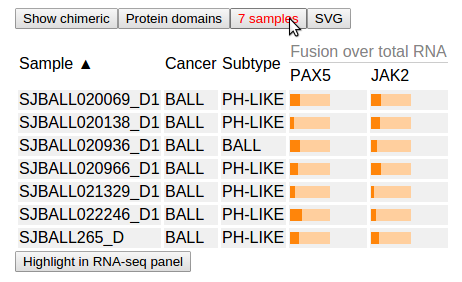 Show chimeric Protein domains 7 samples SVG
Fusion over total RNA
Sample ▲ Cancer Subtype PAX5 JAK2
SJBALL020069_D1 BALL PH-LIKE
SJBALL020138_D1 BALL PH-LIKE
SJBALL020936_D1 BALL BALL
SJBALL020966_D1 BALL PH-LIKE
SJBALL021329_D1 BALL PH-LIKE
SJBALL022246_D1 BALL PH-LIKE
SJBALL265_D BALL PH-LIKE
Highlight in RNA-seq panel